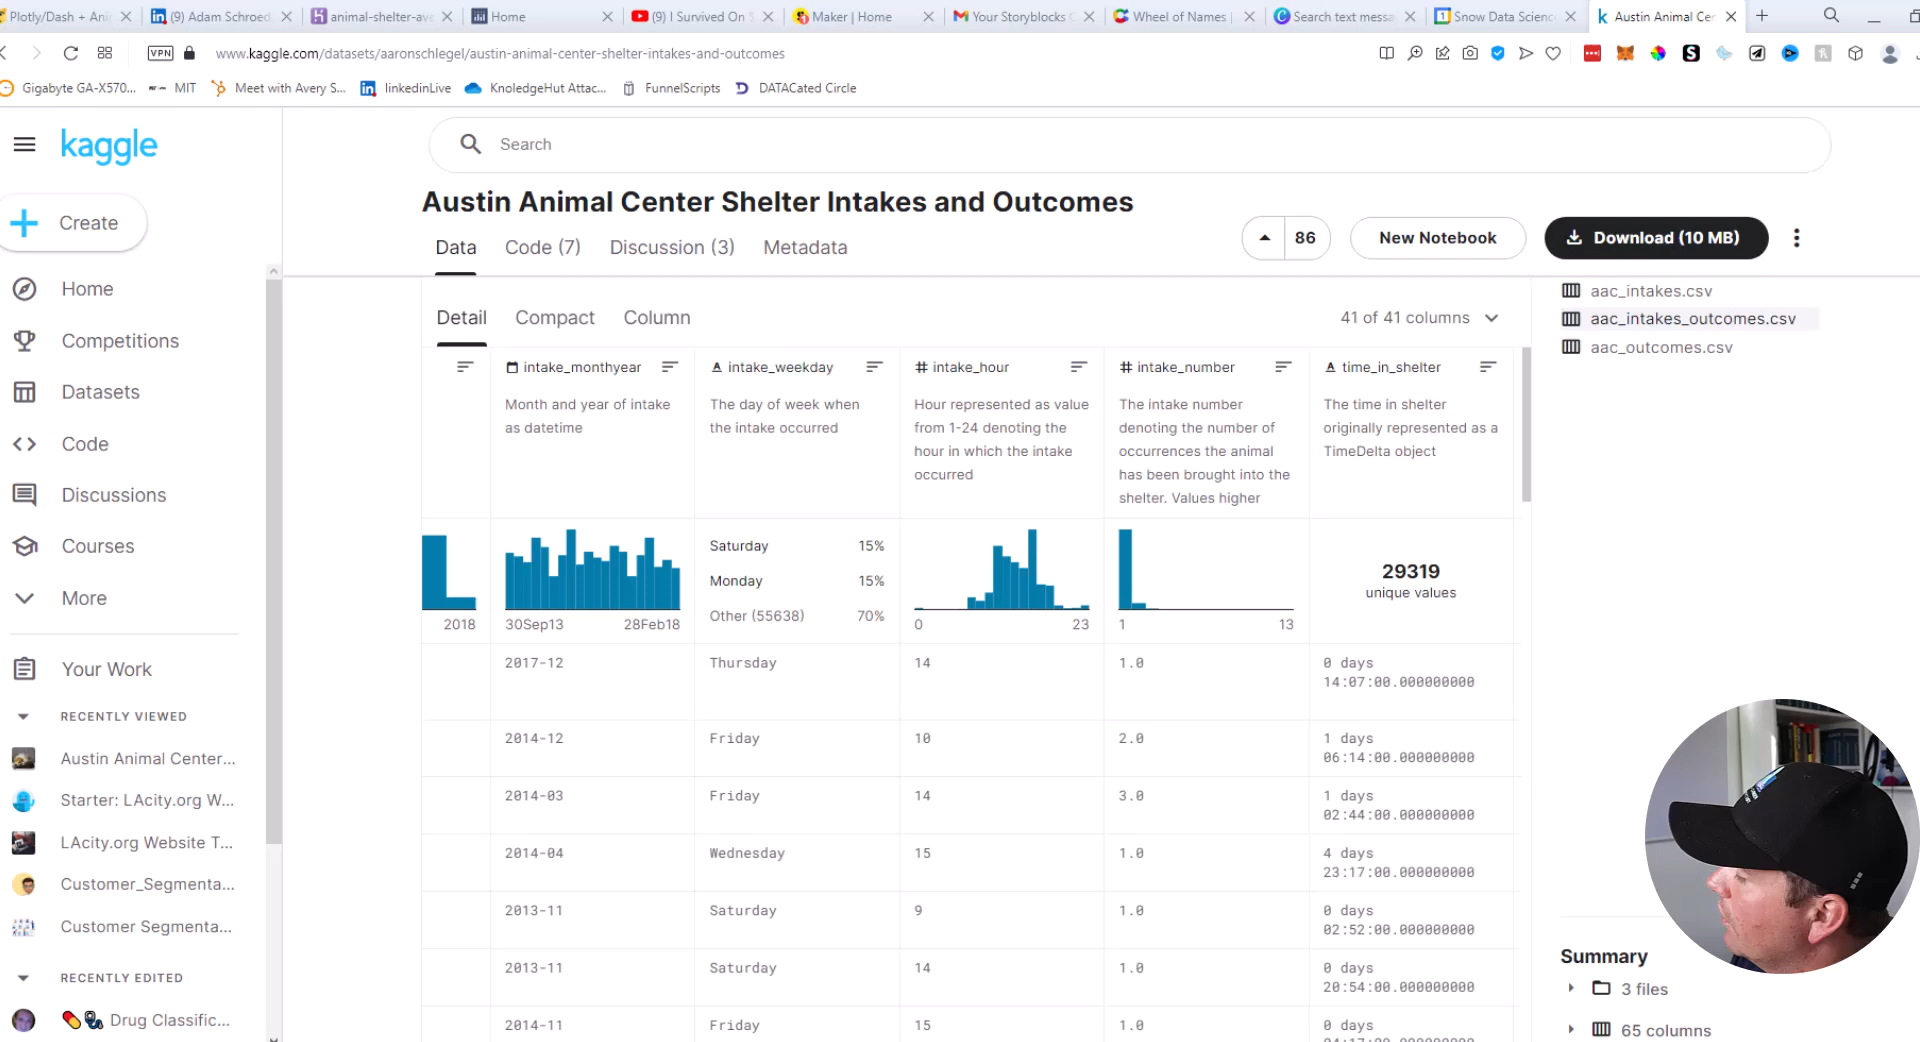 Plotly/Dash + Ani
(9) Adam Schroed
animal-shelter-ave
Home
(9) I Survived On
Maker | Home
Your Storyblocks
Wheel of Names |
Search text messa
Snow Data Scienc
Austin Animal Cen
VPN
www.kaggle.com/datasets/aaronschlegel/austin-animal-center-shelter-intakes-and-outcomes
Gigabyte GA-X570...
MIT
Meet with Avery S...
linkedinLive
KnoledgeHut Attac...
FunnelScripts
DATACated Circle
kaggle
Search
Create
Home
Competitions
Datasets
Code
Discussions
Courses
More
Your Work
RECENTLY VIEWED
Austin Animal Center...
Starter: LAcity.org W...
LAcity.org Website T...
Customer_Segmenta...
Customer Segmenta...
RECENTLY EDITED
Drug Classific...
Austin Animal Center Shelter Intakes and Outcomes
Data
Code (7)
Discussion (3)
Metadata
86
New Notebook
Download (10 MB)
Detail
Compact
Column
41 of 41 columns
intake_monthyear
intake_weekday
intake_hour
intake_number
time_in_shelter
Month and year of intake
as datetime
The day of week when
the intake occurred
Hour represented as value
from 1-24 denoting the
hour in which the intake
occurred
The intake number
denoting the number of
occurrences the animal
has been brought into the
shelter. Values higher
The time in shelter
originally represented as a
TimeDelta object
2018
30Sep13 28Feb18
Saturday 15%
Monday 15%
Other (55638) 70%
0 23
1 13
29319
unique values
2017-12 Thursday 14 1.0 0 days
14:07:00.000000000
2014-12 Friday 10 2.0 1 days
06:14:00.000000000
2014-03 Friday 14 3.0 1 days
02:44:00.000000000
2014-04 Wednesday 15 1.0 4 days
23:17:00.000000000
2013-11 Saturday 9 1.0 0 days
02:52:00.000000000
2013-11 Saturday 14 1.0 0 days
20:54:00.000000000
2014-11 Friday 15 1.0 0 days
aac_intakes.csv
aac_intakes_outcomes.csv
aac_outcomes.csv
Summary
3 files
65 columns